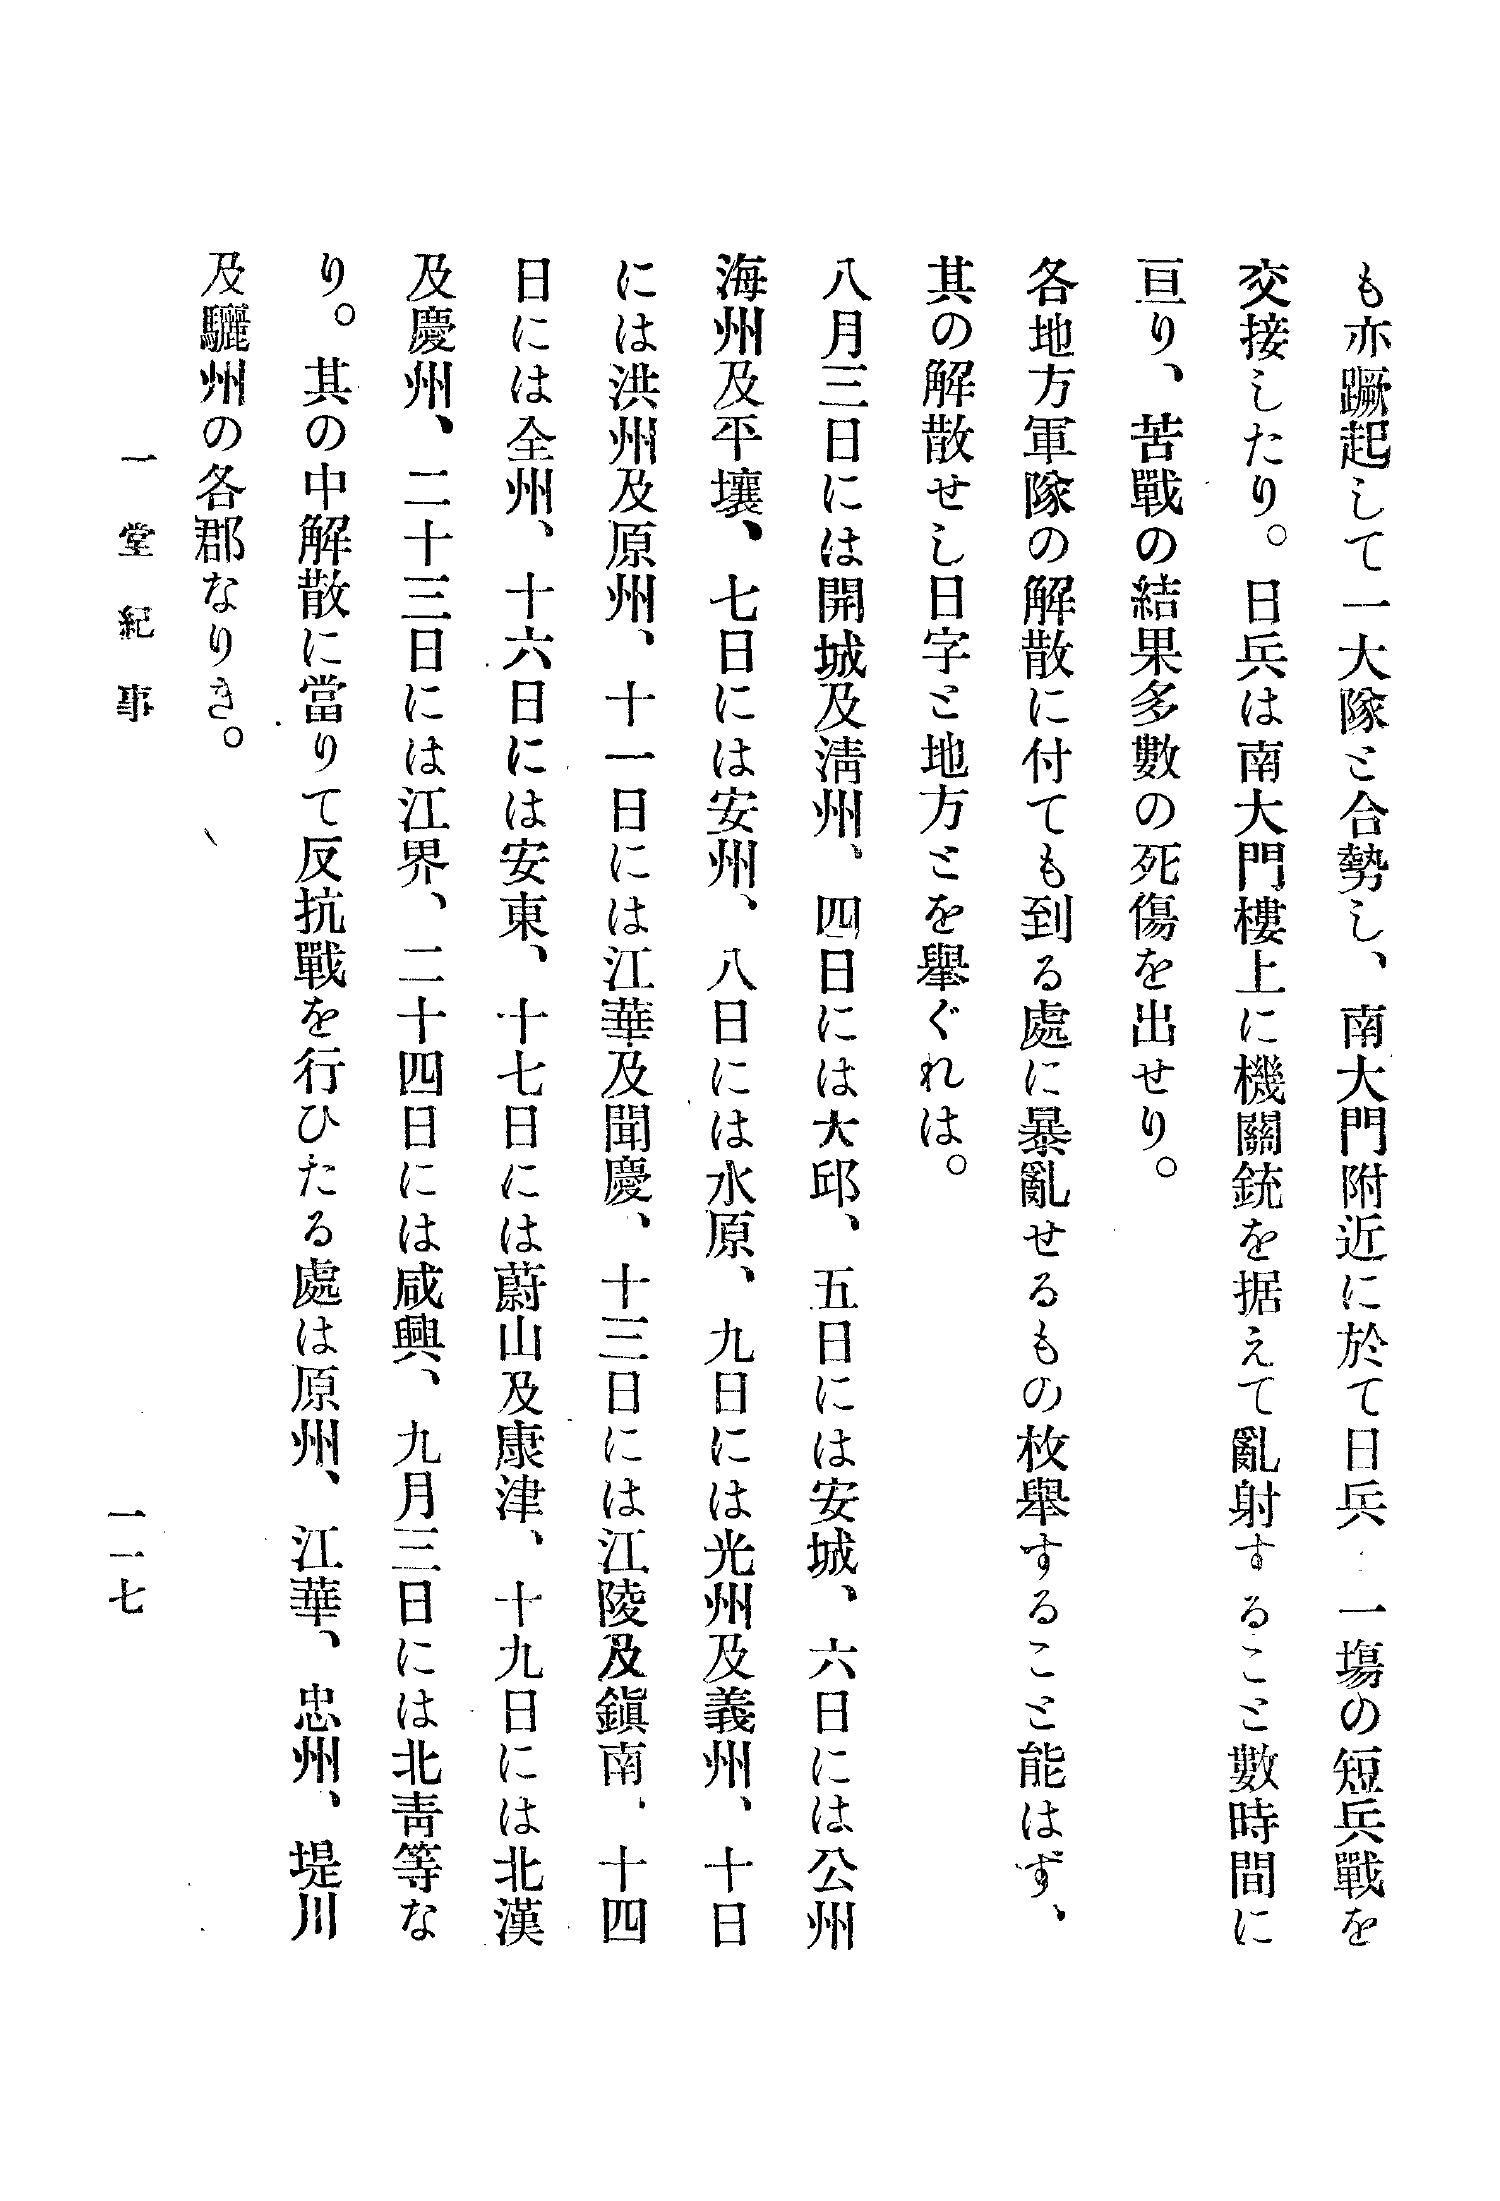 も亦蹶起して一大隊と合勢し、南大門附近に於て日兵一塲の短兵戰を
交接したり。日兵は南大門樓上に機關銃を据えて亂射すること數時間に
亘り、苦戰の結果多數の死傷を出せり。
各地方軍隊の解散に付ても到る處に暴亂せるもの枚舉することと能はず、
其の解散せし日字と地方とを舉ぐれは。
八月三日には開城及淸州、四日には大邱、五日には安城、六日には公州
海州及平壤、七日には安州、八日には水原、九日には光州及義州、十日
には洪州及原州、十一日には江華及聞慶、十三日には江陵及鎭南、十四
日には全州、十六日には安東、十七日には蔚山及康津、十九日には北漢
及慶州、二十三日には江界、二十四日には咸興、九月三日には北靑等な
り。其の中解散に當りて反抗戰を行ひたる處は原州、江華、忠州、堤川
及驪州の各郡なりき。
一堂紀事
一一七